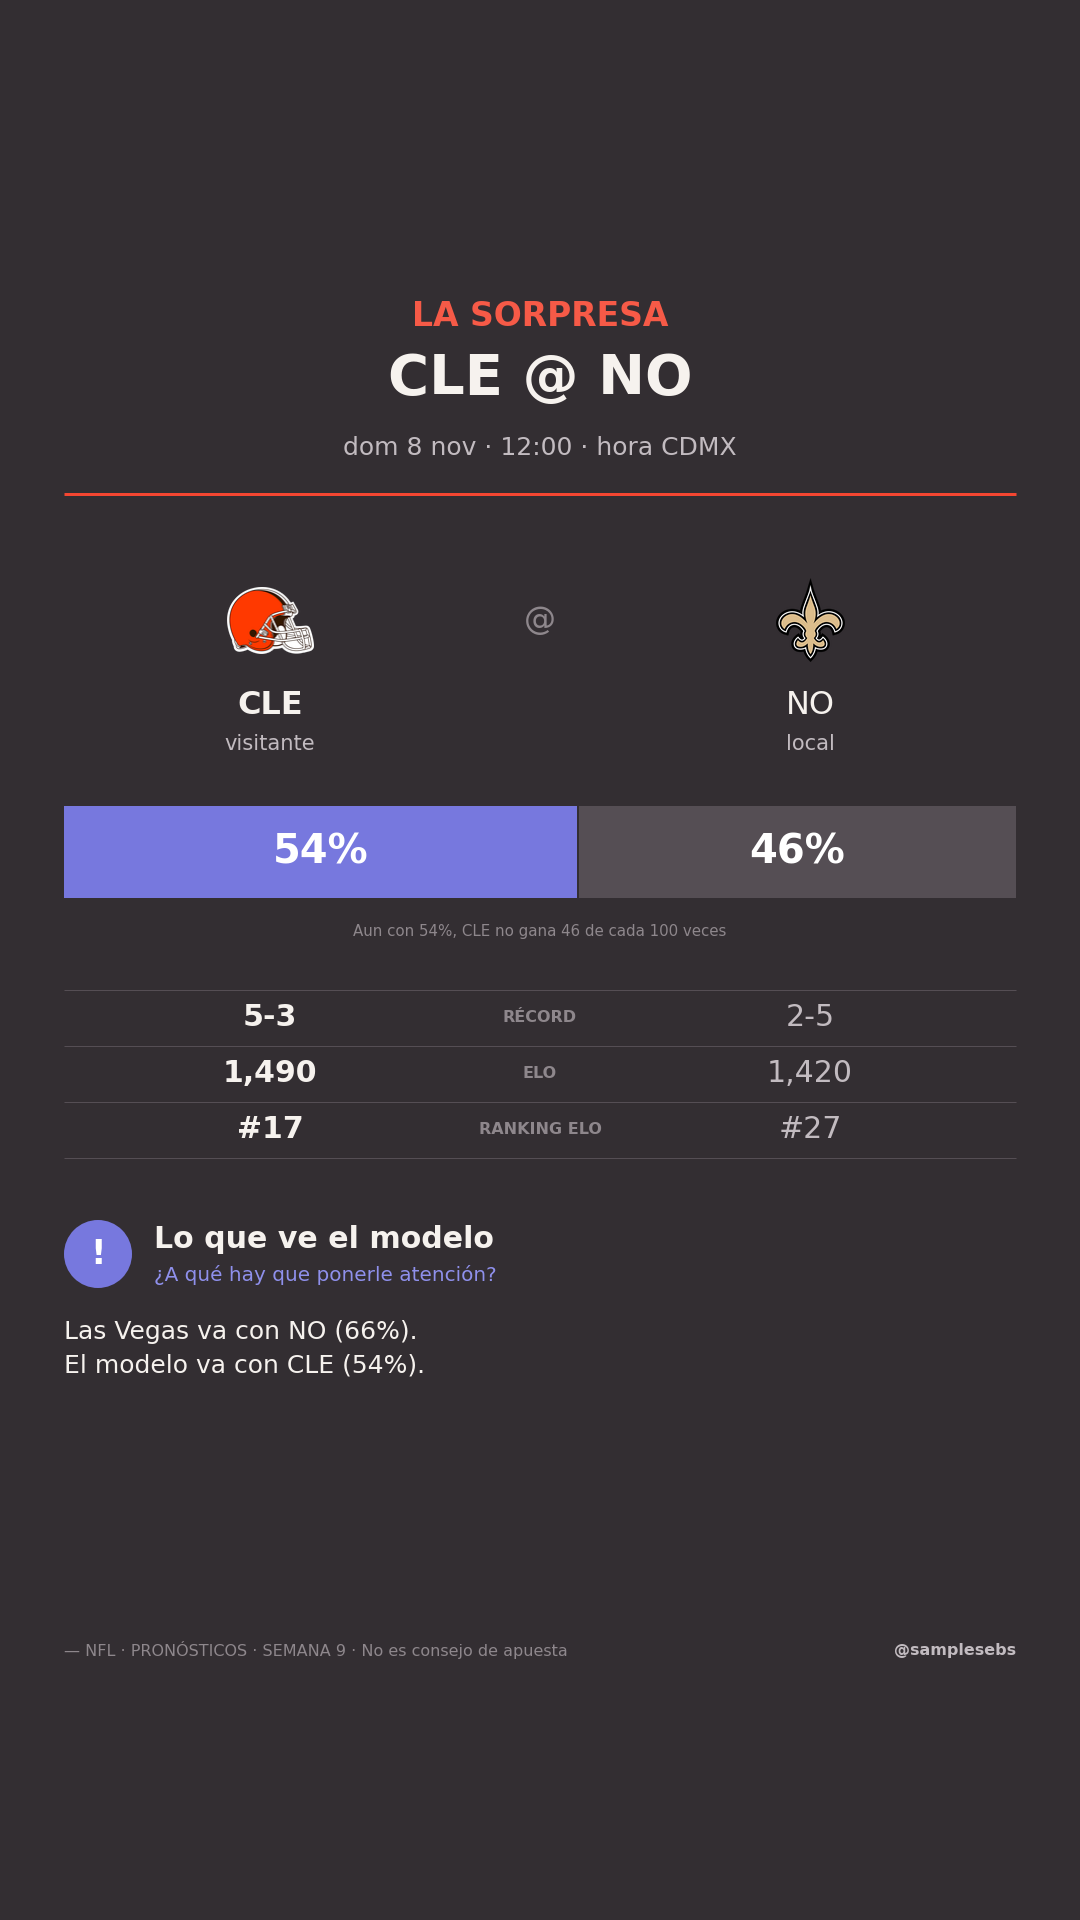 LA SORPRESA
CLE @ NO
dom 8 nov · 12:00 · hora CDMX
@
CLE
NO
visitante
local
54%
46%
Aun con 54%, CLE no gana 46 de cada 100 veces
5-3 RÉCORD 2-5
1,490 ELO 1,420
#17 RANKING ELO #27
!
Lo que ve el modelo
¿A qué hay que ponerle atención?
Las Vegas va con NO (66%).
El modelo va con CLE (54%).
— NFL · PRONÓSTICOS · SEMANA 9 · No es consejo de apuesta
@samplesebs